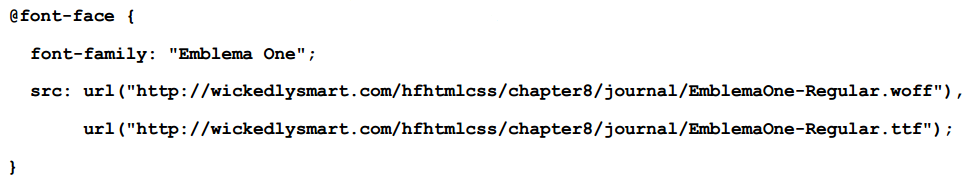 @font-face {
font-family: "Emblema One";
src: url("http://wickedlysmart.com/hfhtmlcss/chapter8/journal/EmblemaOne-Regular.woff"),
url("http://wickedlysmart.com/hfhtmlcss/chapter8/journal/EmblemaOne-Regular.ttf");
}